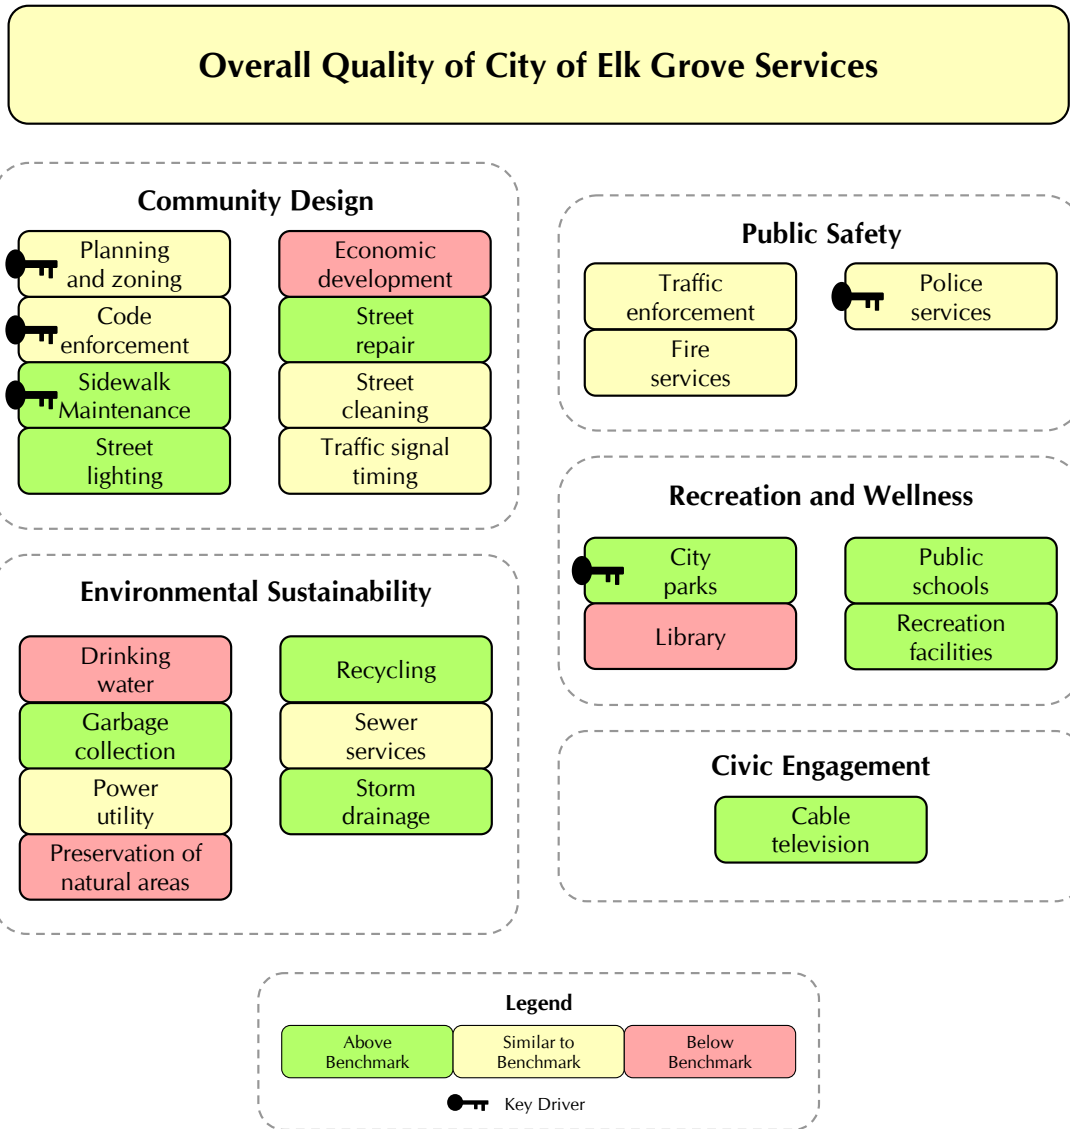 Overall Quality of City of Elk Grove Services
Community Design
Planning
and zoning
Code
enforcement
Sidewalk
Maintenance
Street
lighting
Economic
development
Street
repair
Street
cleaning
Traffic signal
timing
Public Safety
Traffic
enforcement
Fire
services
Police
services
Recreation and Wellness
City
parks
Library
Public
schools
Recreation
facilities
Environmental Sustainability
Drinking
water
Garbage
collection
Power
utility
Preservation of
natural areas
Recycling
Sewer
services
Storm
drainage
Civic Engagement
Cable
television
Legend
Above
Benchmark
Similar to
Benchmark
Below
Benchmark
Key Driver